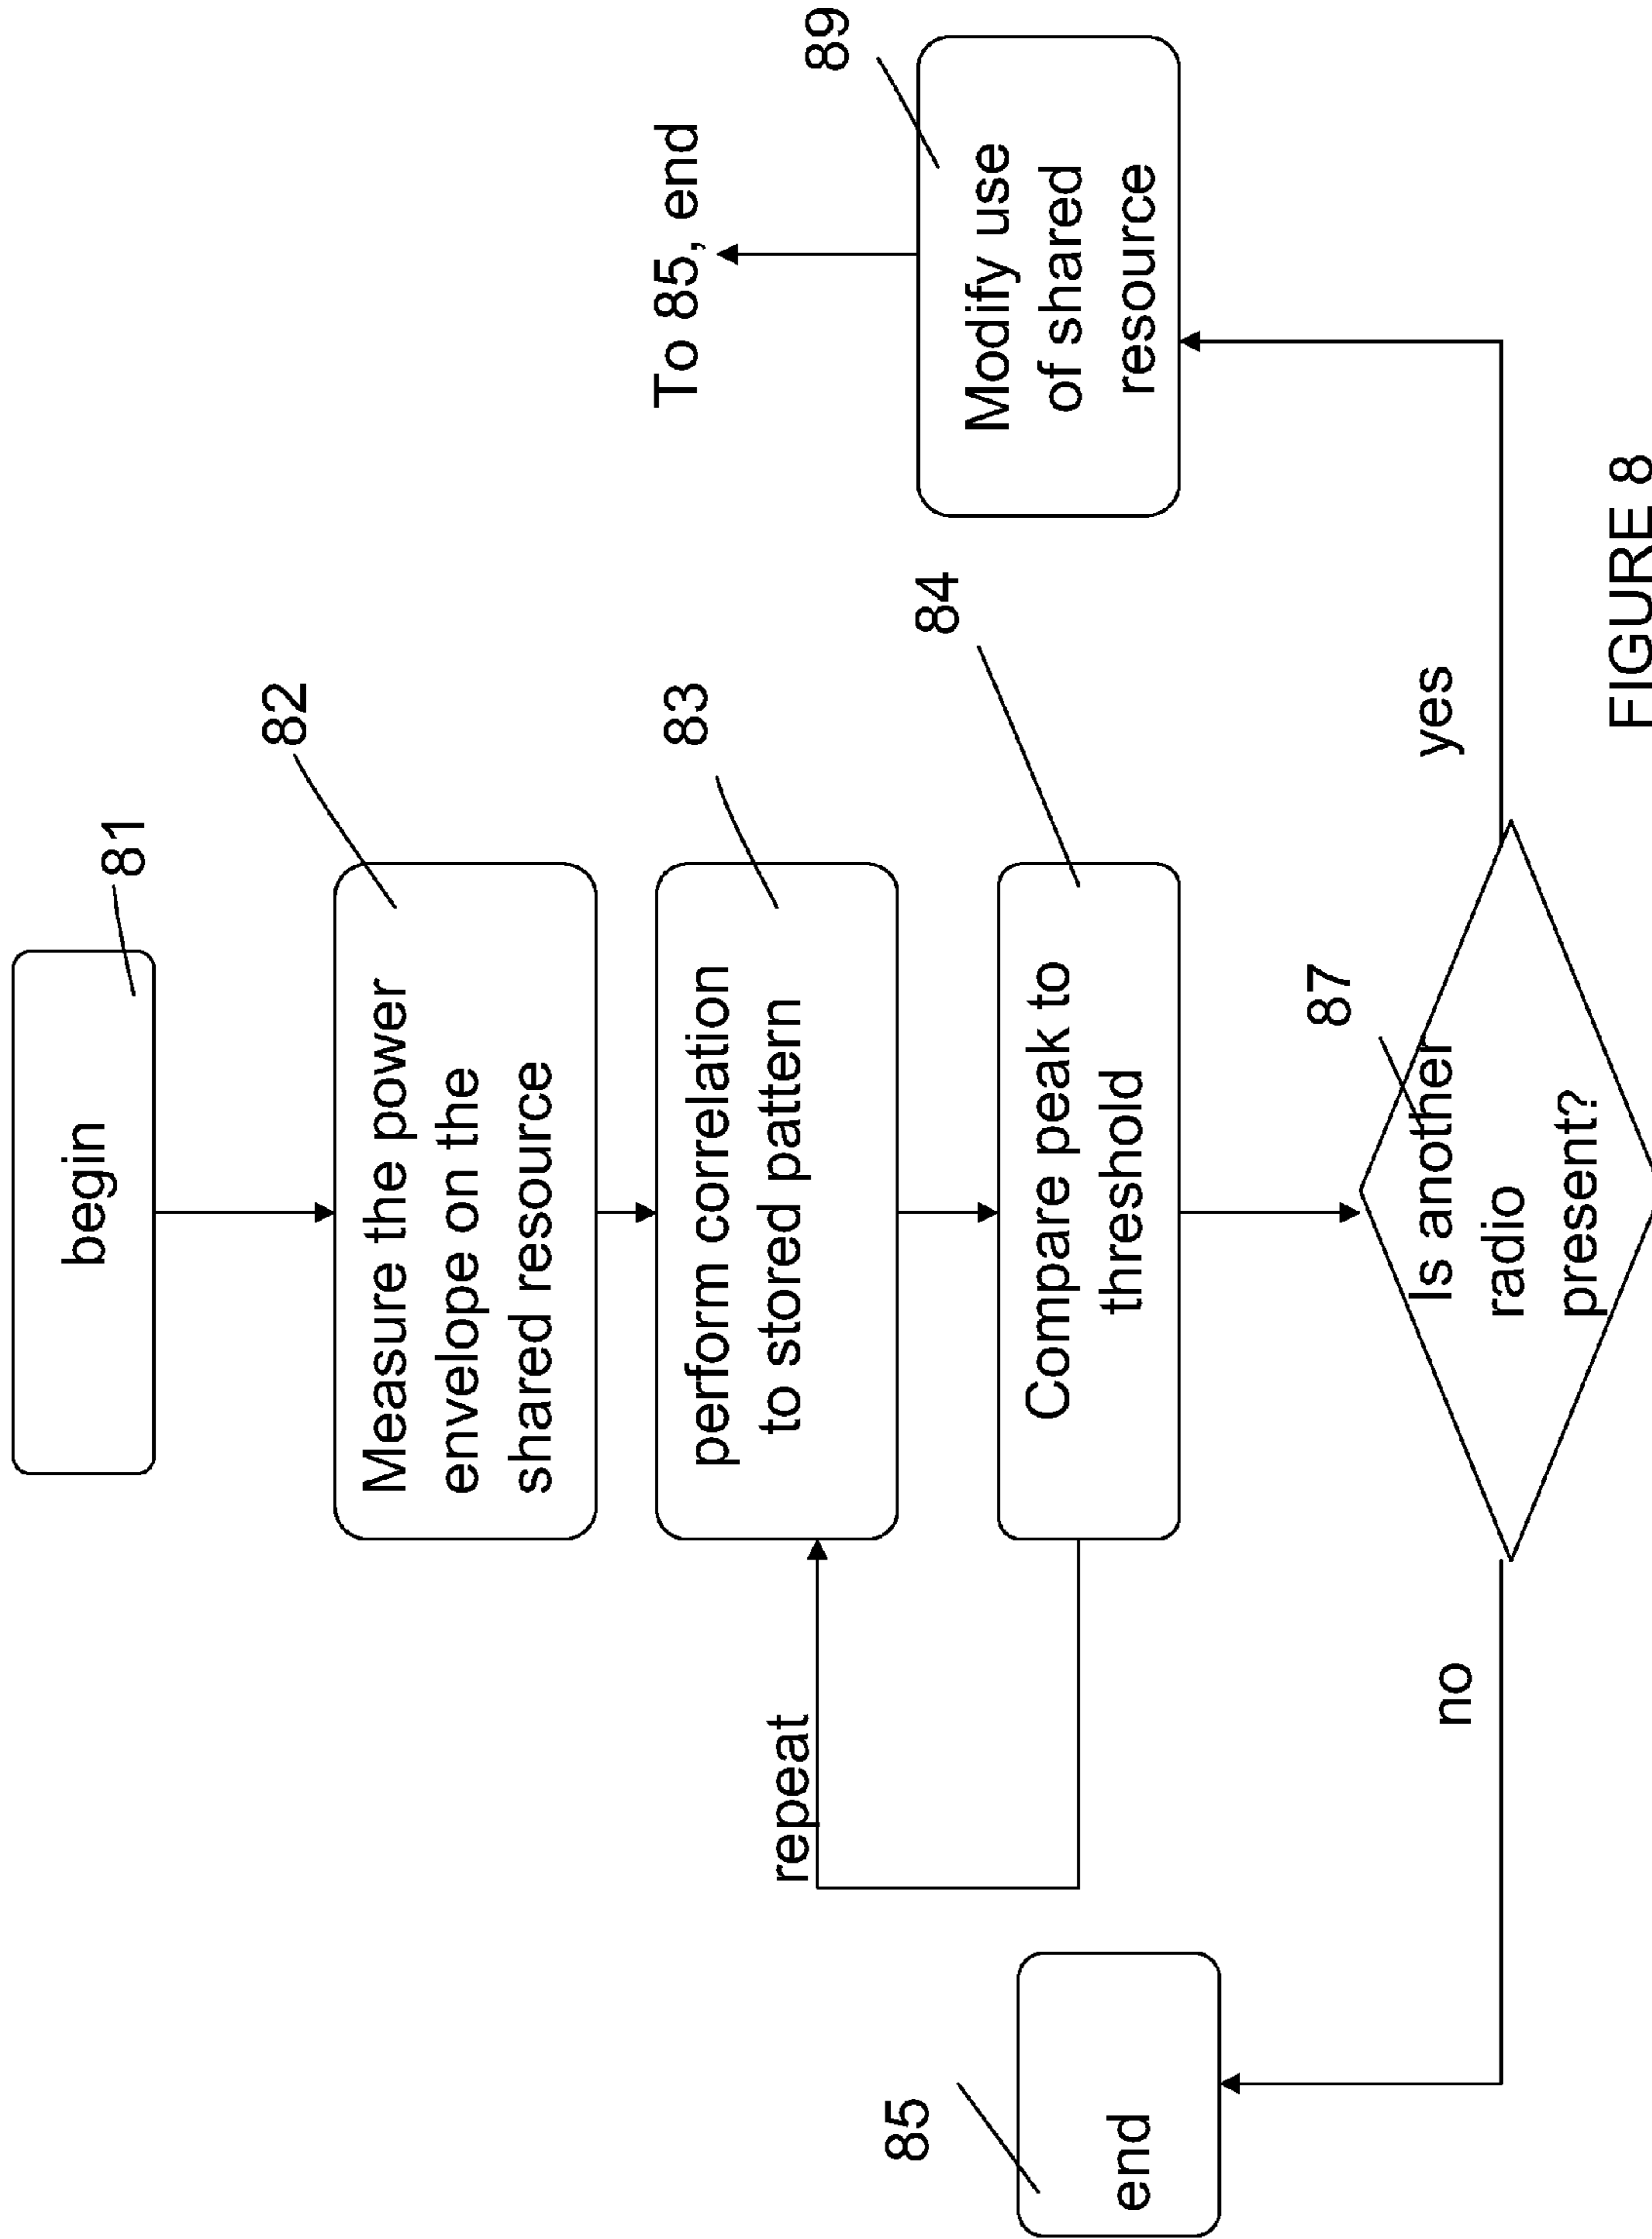 begin
81
Measure the power
envelope on the
shared resource
82
perform correlation
to stored pattern
83
repeat
Compare peak to
threshold
84
Is another
radio
present?
87
no
yes
end
85
Modify use
of shared
resource
89
To 85, end
FIGURE 8